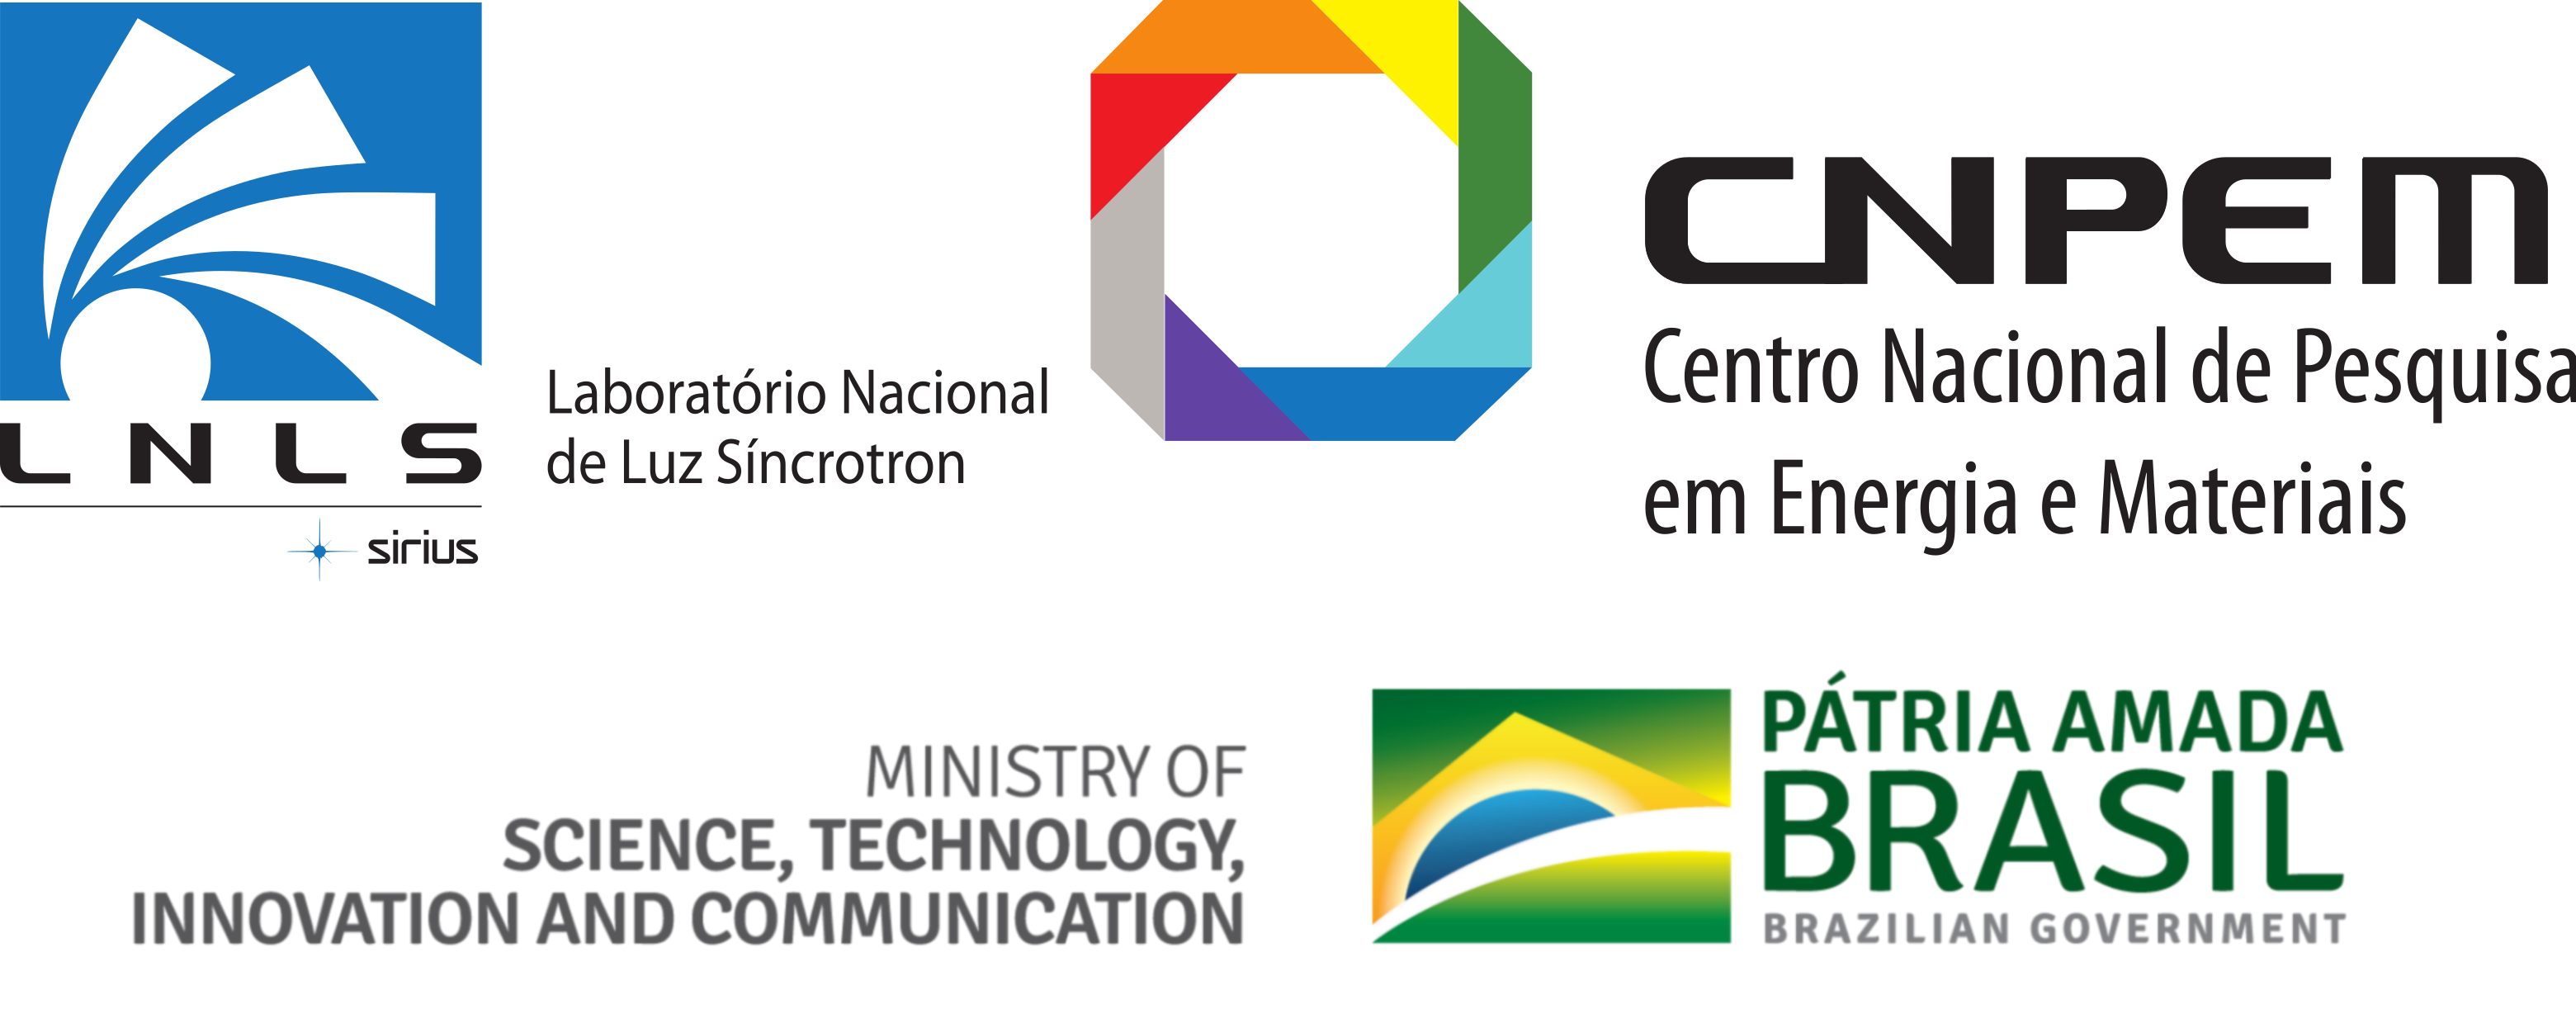 LNLS
sirius
Laboratório Nacional
de Luz Síncrotron
CNPEM
Centro Nacional de Pesquisa
em Energia e Materiais
MINISTRY OF
SCIENCE, TECHNOLOGY,
INNOVATION AND COMMUNICATION
PÁTRIA AMADA
BRASIL
BRAZILIAN GOVERNMENT